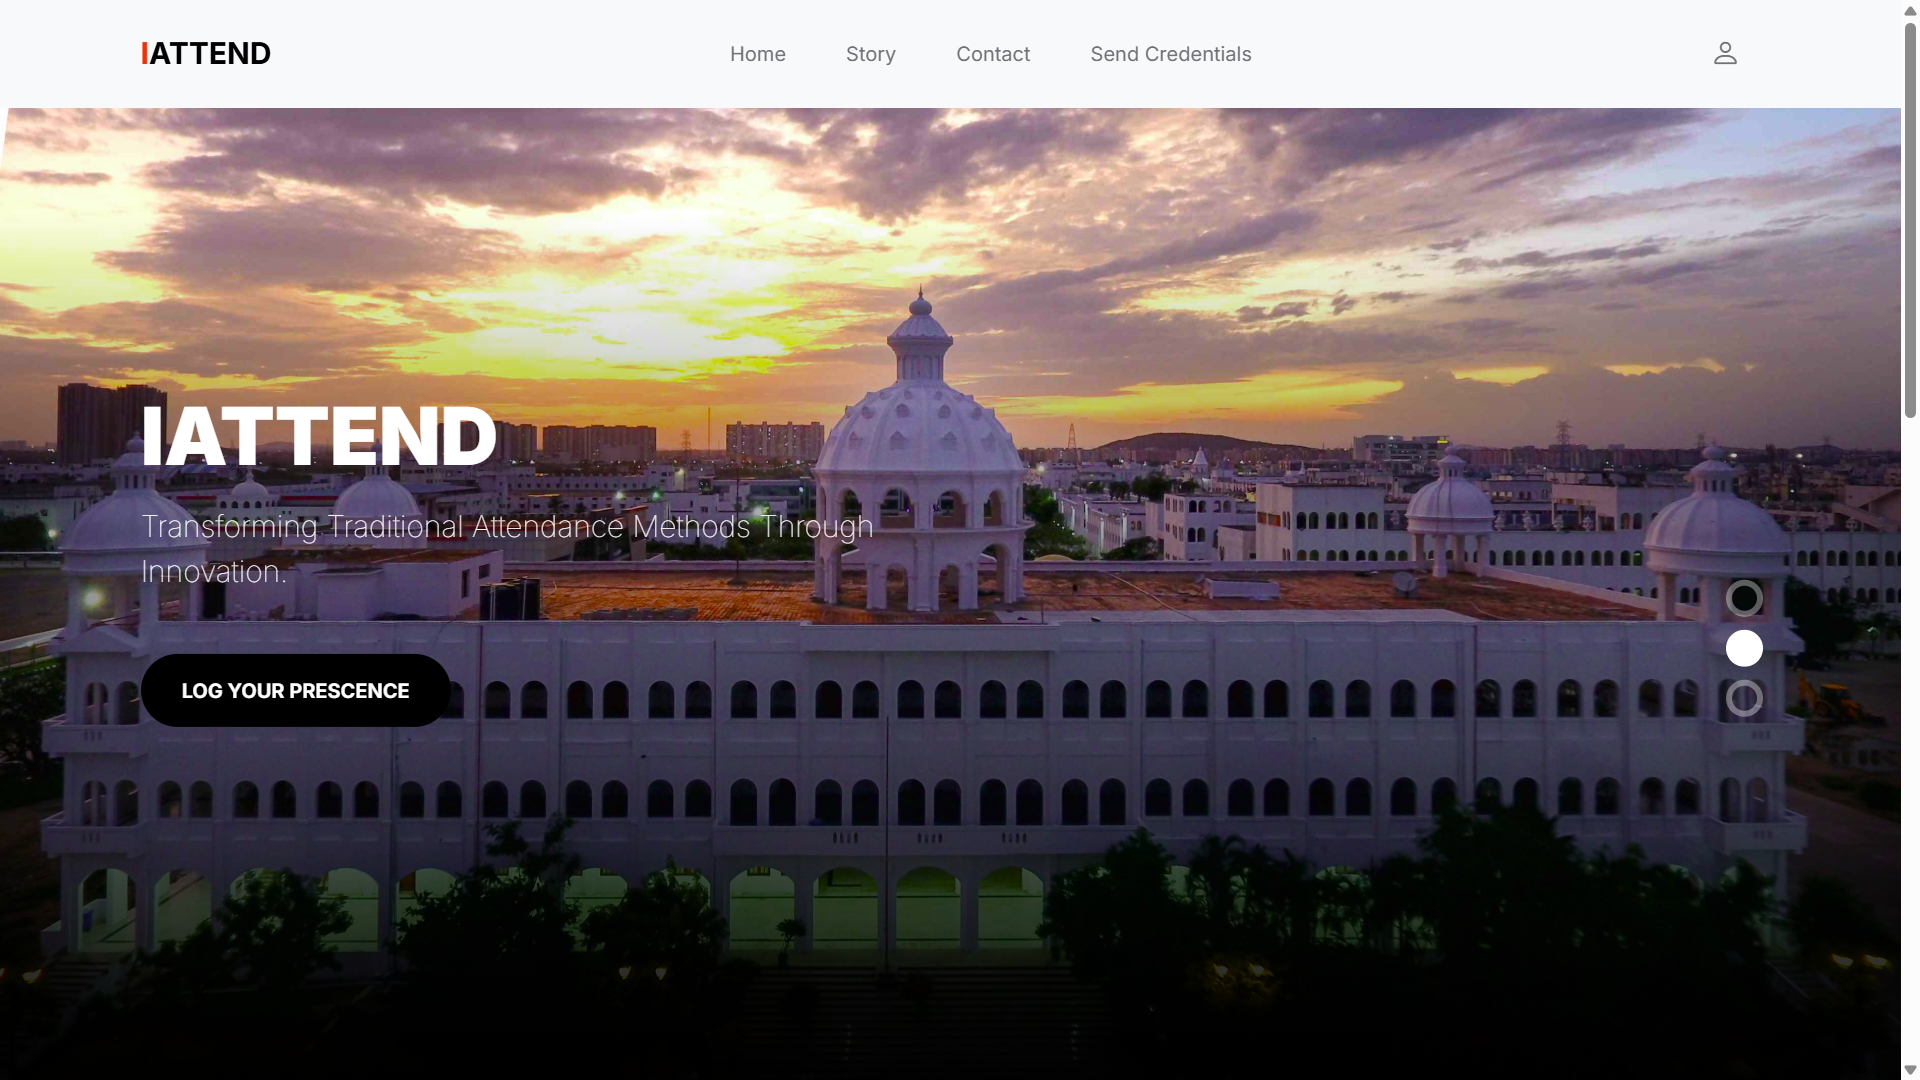 IATTEND
Home
Story
Contact
Send Credentials
IATTEND
Transforming Traditional Attendance Methods Through
Innovation.
LOG YOUR PRESCENCE